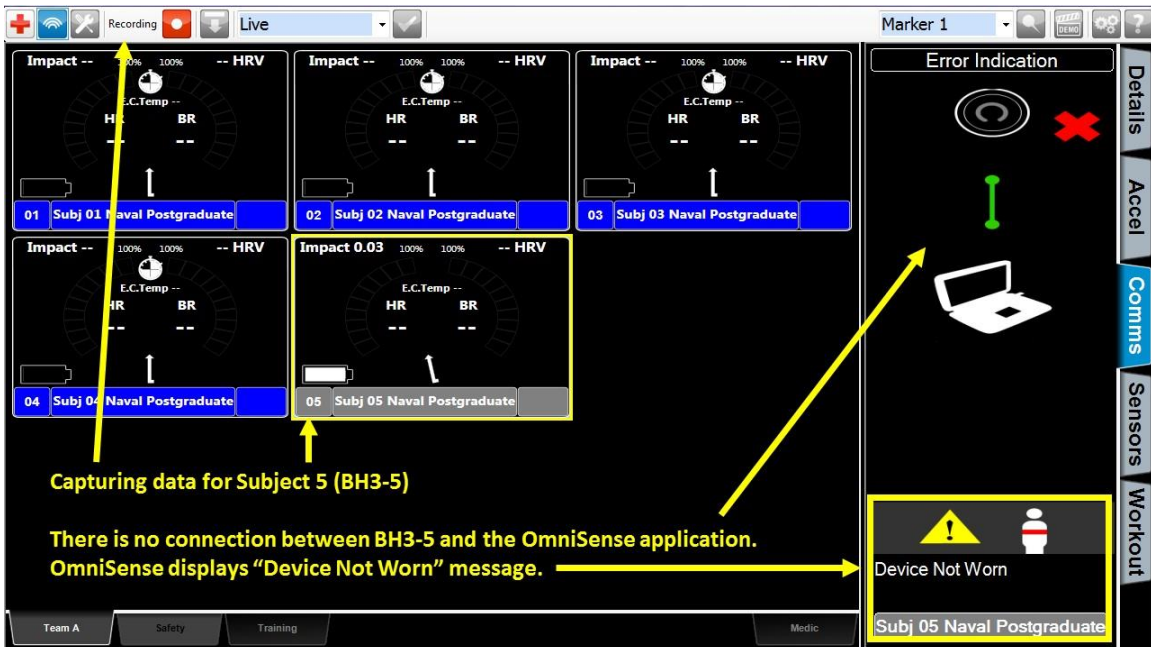 Recording
Live
Marker 1
DEMO
?
Impact -- 100% 100% -- HRV
E.C.Temp --
HR BR
-- --
01 Subj 01 Naval Postgraduate
Impact -- 100% 100% -- HRV
E.C.Temp --
HR BR
-- --
02 Subj 02 Naval Postgraduate
Impact -- 100% 100% -- HRV
E.C.Temp --
HR BR
-- --
03 Subj 03 Naval Postgraduate
Impact -- 100% 100% -- HRV
E.C.Temp --
HR BR
-- --
04 Subj 04 Naval Postgraduate
Impact 0.03 100% 100% -- HRV
E.C.Temp --
HR BR
-- --
05 Subj 05 Naval Postgraduate
Capturing data for Subject 5 (BH3-5)
There is no connection between BH3-5 and the OmniSense application.
OmniSense displays “Device Not Worn” message.
Team A
Safety
Training
Medic
Error Indication
Device Not Worn
Subj 05 Naval Postgraduate
Details
Accel
Comms
Sensors
Workout